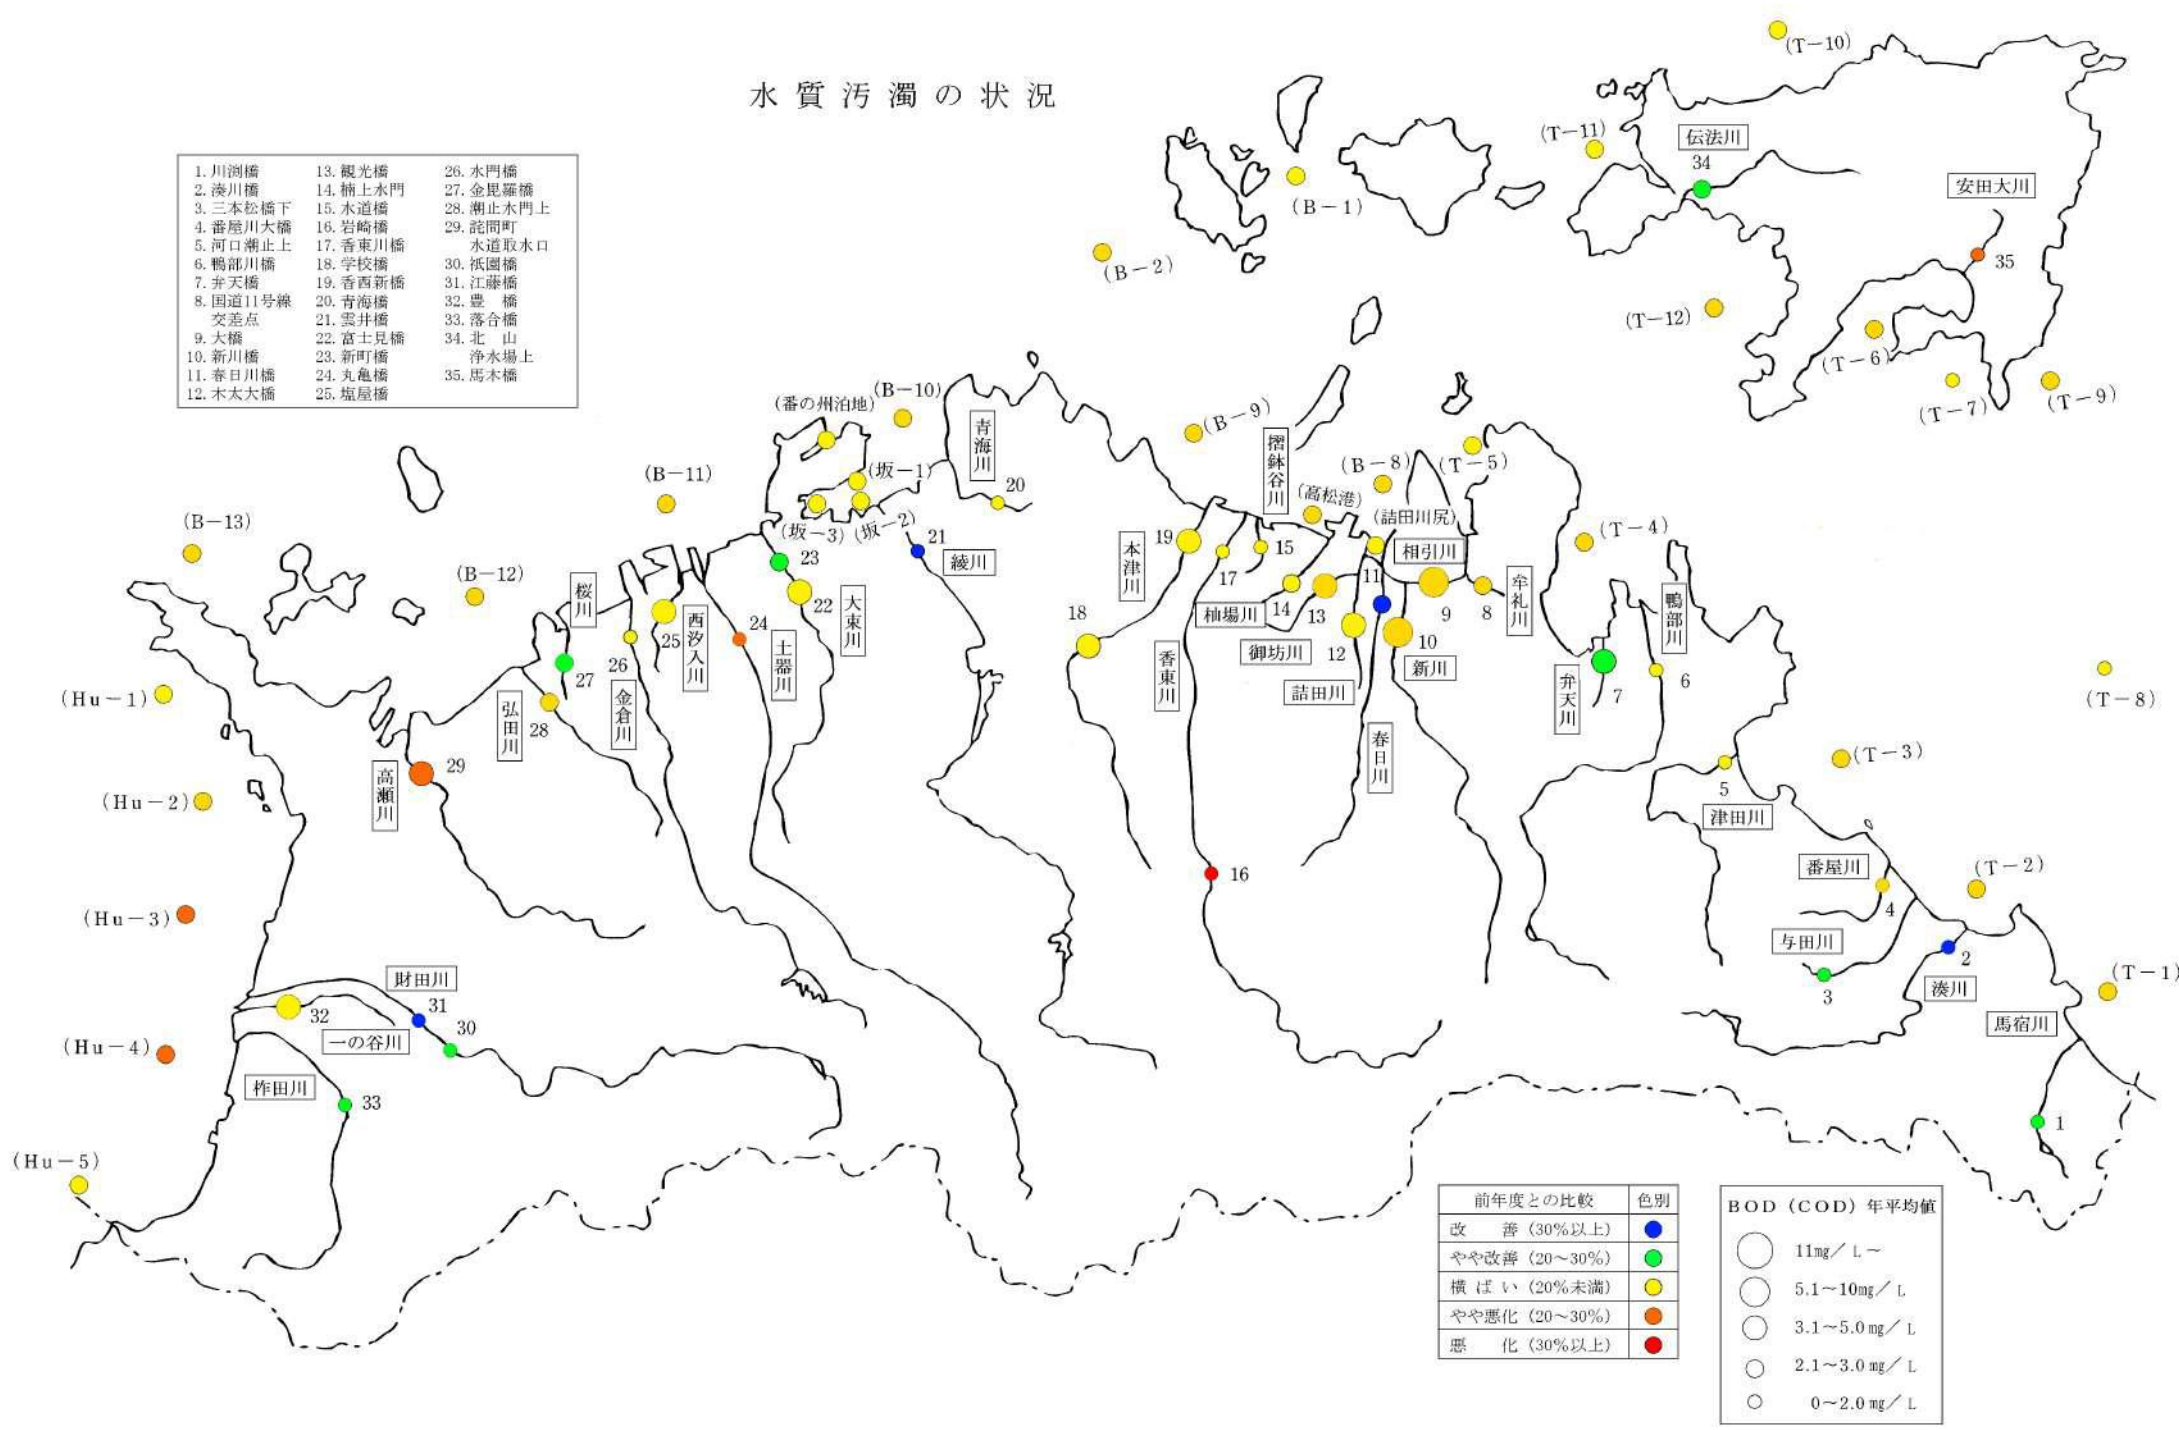 水質汚濁の状況
1. 川渕橋
2. 湊川橋
3. 三本松橋下
4. 番屋川大橋
5. 河口潮止上
6. 鴨部川橋
7. 弁天橋
8. 国道11号線
交差点
9. 大橋
10. 新川橋
11. 春日川橋
12. 木太大橋
13. 観光橋
14. 楠上水門
15. 水道橋
16. 岩崎橋
17. 香東川橋
18. 学校橋
19. 香西新橋
20. 青海橋
21. 雲井橋
22. 富士見橋
23. 新町橋
24. 丸亀橋
25. 塩屋橋
26. 水門橋
27. 金毘羅橋
28. 潮止水門上
29. 詫間町
水道取水口
30. 祇園橋
31. 江藤橋
32. 豊　橋
33. 落合橋
34. 北　山
浄水場上
35. 馬木橋
(T－10)
(T－11)
伝法川
34
安田大川
35
(B－1)
(B－2)
(T－12)
(T－6)
(T－7)
(T－9)
(番の州泊地)
(B－10)
青海川
20
(B－9)
摺鉢谷川
(B－8)
(T－5)
(高松港)
(詰田川尻)
(B－11)
(坂－1)
(坂－3)
(坂－2)
21
綾川
(B－13)
(B－12)
桜川
23
22
大東川
19
本津川
17
15
11
相引川
(T－4)
18
14
杣場川
13
9
8
牟礼川
鴨部川
25
西汐入川
24
土器川
26
27
金倉川
香東川
御坊川
12
10
新川
詰田川
春日川
弁天川
7
6
(Hu－1)
弘田川
28
(T－8)
高瀬川
29
(Hu－2)
(T－3)
5
津田川
16
番屋川
4
(T－2)
(Hu－3)
与田川
3
2
湊川
(T－1)
財田川
31
30
32
一の谷川
馬宿川
(Hu－4)
柞田川
33
1
(Hu－5)
前年度との比較 色別
改　善 (30%以上)
やや改善 (20～30%)
横ばい (20%未満)
やや悪化 (20～30%)
悪　化 (30%以上)
BOD (COD) 年平均値
11㎎／L～
5.1～10㎎／L
3.1～5.0㎎／L
2.1～3.0㎎／L
0～2.0㎎／L